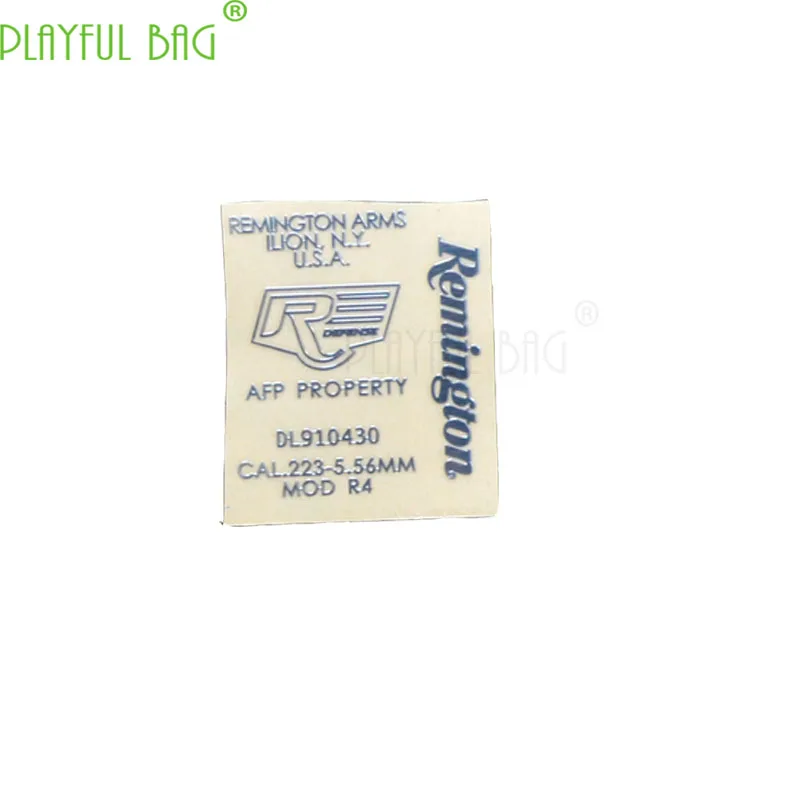 PLAYFUL BAG®
REMINGTON ARMS
ILION, N.Y.
U.S.A.
R
DEFENSE
AFP PROPERTY
DL910430
CAL.223-5.56MM
MOD R4
Remington
PLAYFUL BAG®